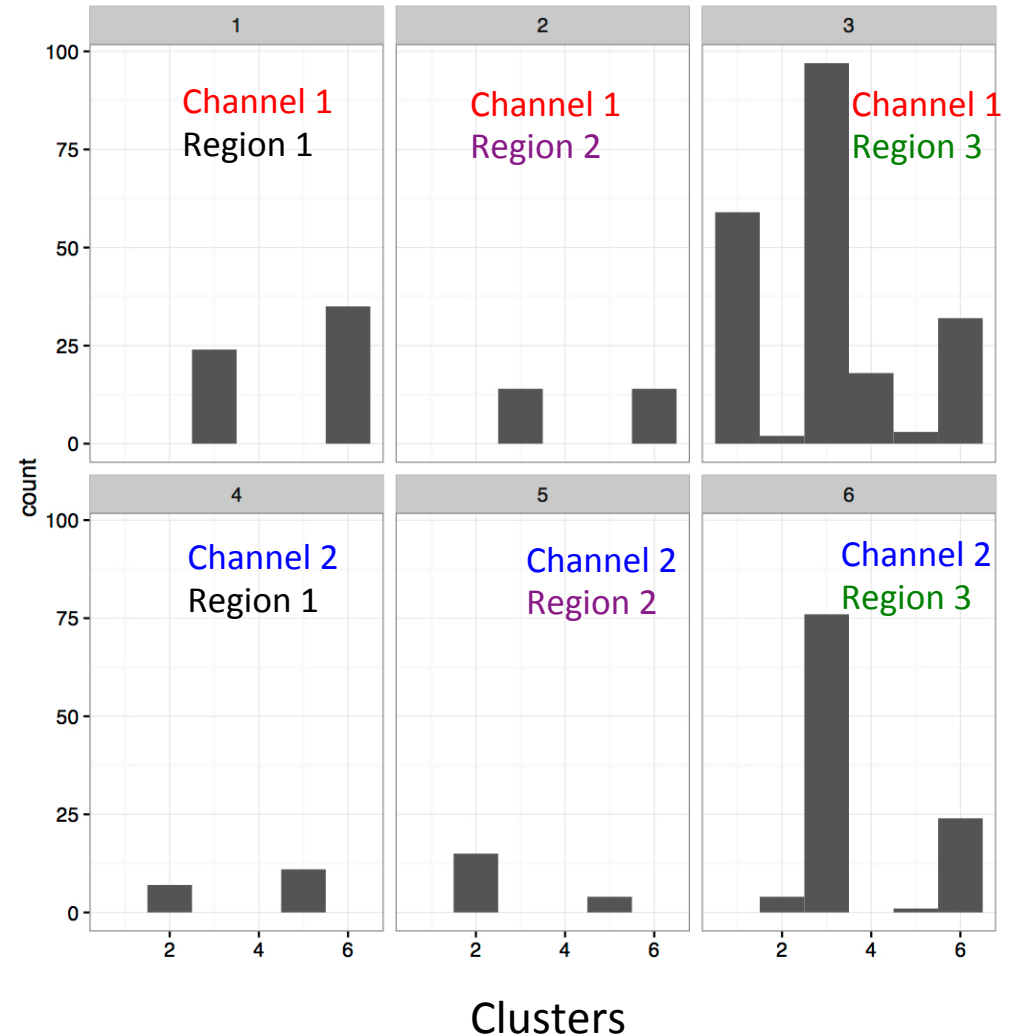 1
2
3
100
75
50
25
0
Channel 1
Region 1
Channel 1
Region 2
Channel 1
Region 3
count
4
5
6
100
75
50
25
0
Channel 2
Region 1
Channel 2
Region 2
Channel 2
Region 3
2 4 6
2 4 6
2 4 6
Clusters